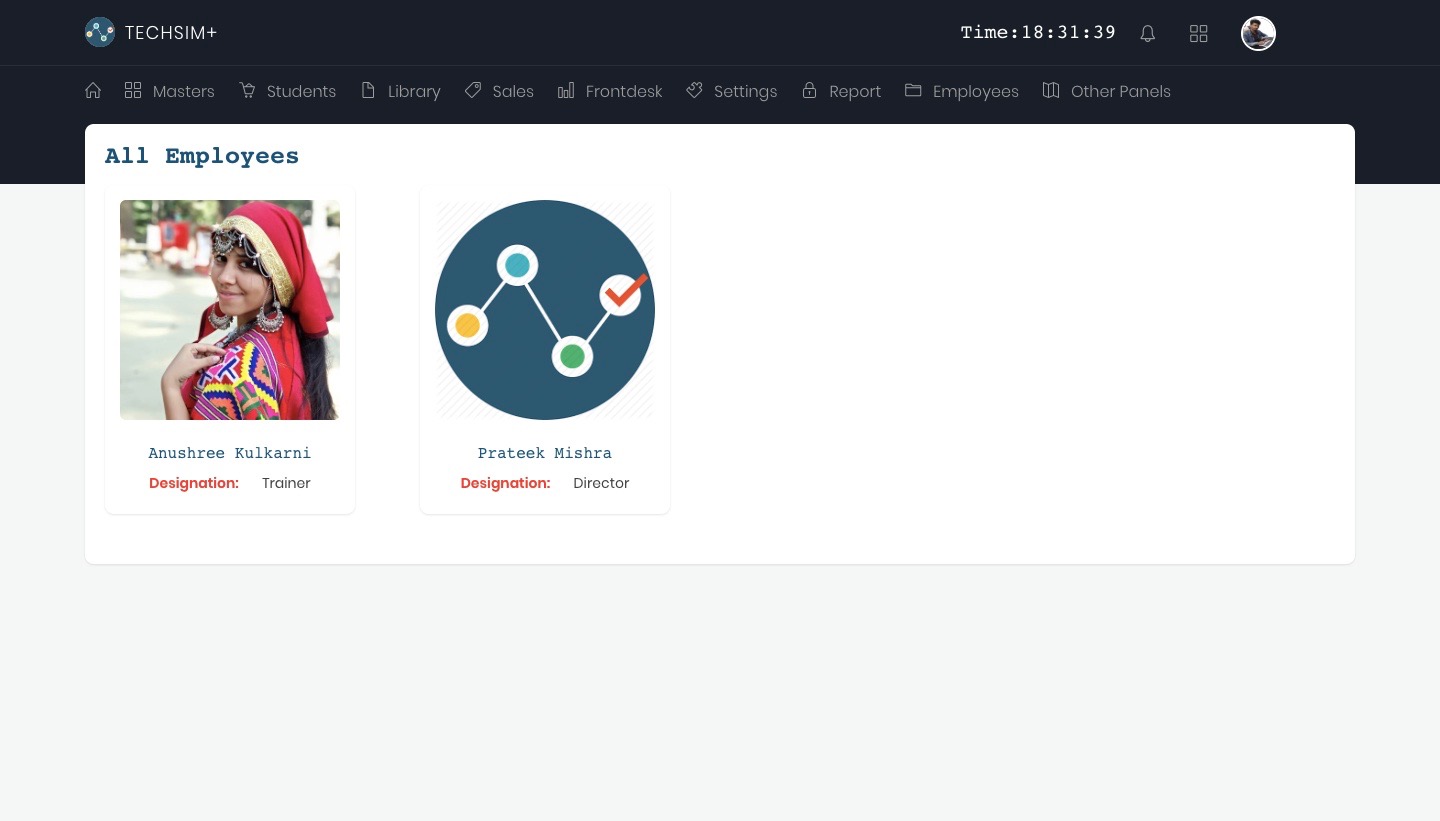 TECHSIM+ Time:18:31:39
Masters Students Library Sales Frontdesk Settings Report Employees Other Panels
All Employees
Anushree Kulkarni
Designation: Trainer
Prateek Mishra
Designation: Director